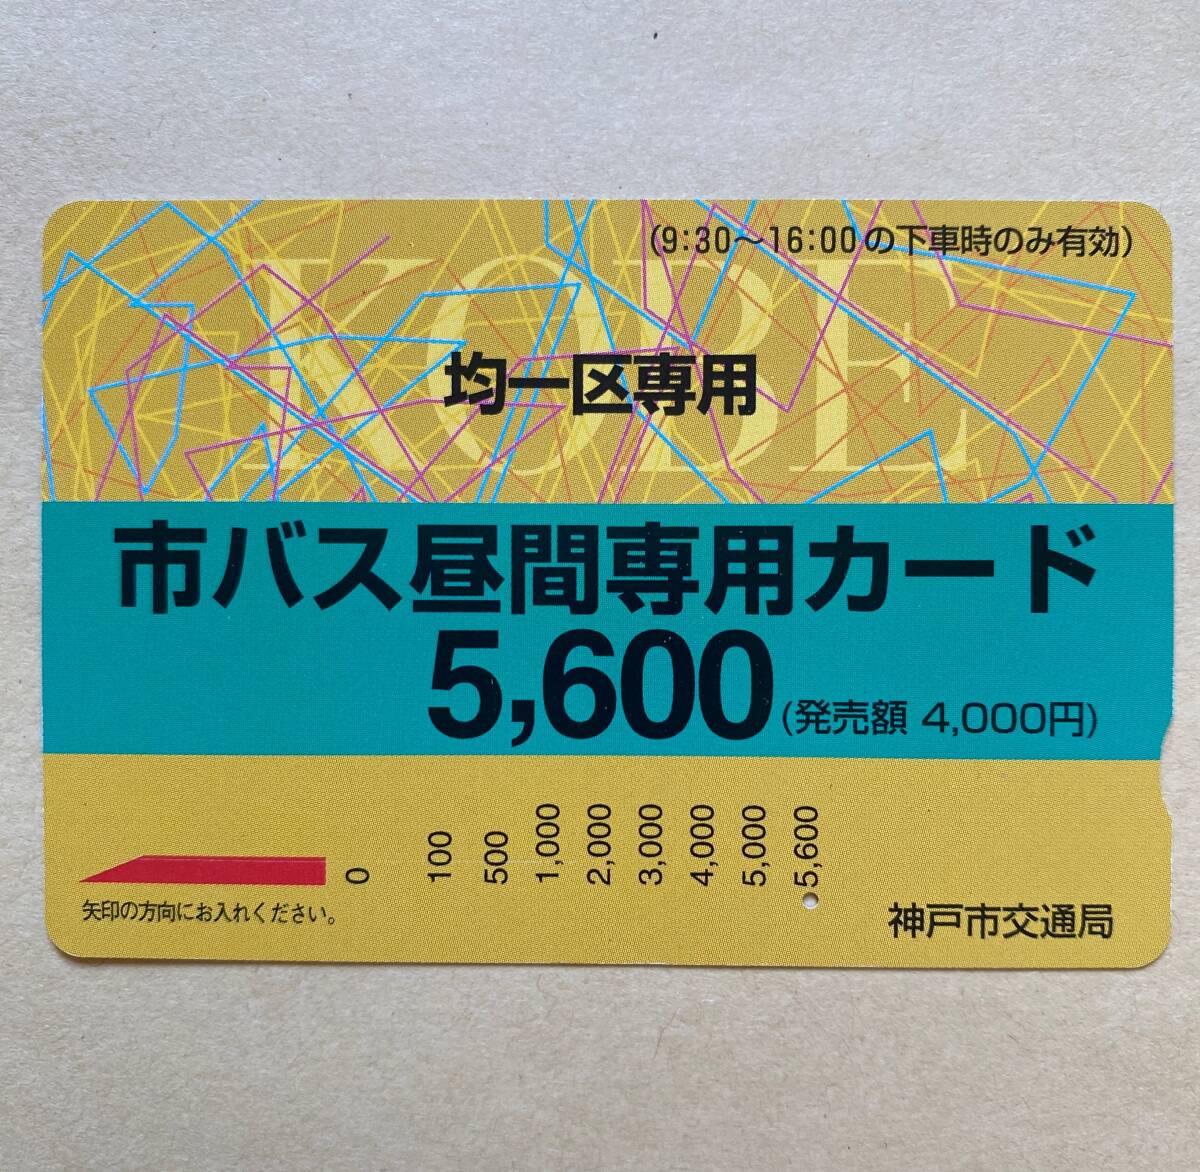 (9:30～16:00の下車時のみ有効)
KOBE
均一区専用
市バス昼間専用カード
5,600 (発売額 4,000円)
0 100 500 1,000 2,000 3,000 4,000 5,000 5,600
矢印の方向にお入れください。
神戸市交通局